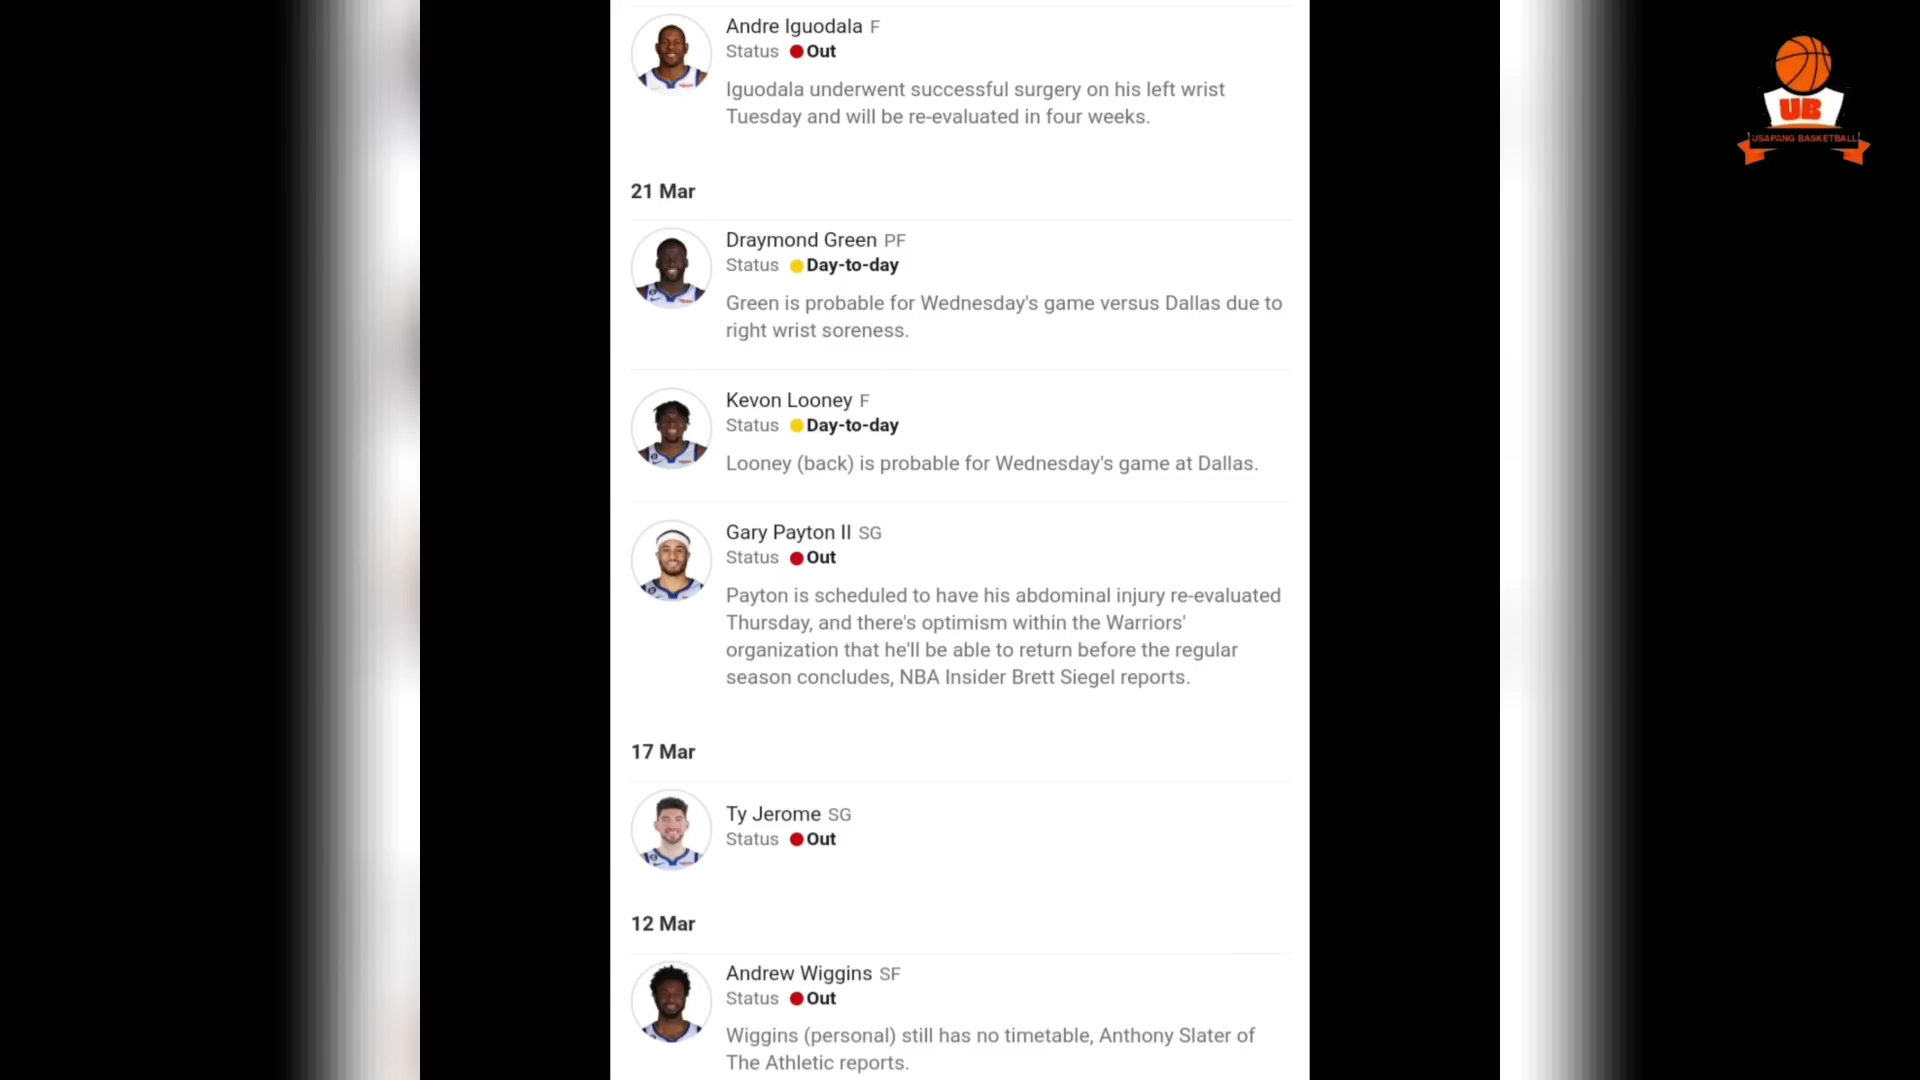 Andre Iguodala F
Status Out
Iguodala underwent successful surgery on his left wrist
Tuesday and will be re-evaluated in four weeks.
21 Mar
Draymond Green PF
Status Day-to-day
Green is probable for Wednesday's game versus Dallas due to
right wrist soreness.
Kevon Looney F
Status Day-to-day
Looney (back) is probable for Wednesday's game at Dallas.
Gary Payton II SG
Status Out
Payton is scheduled to have his abdominal injury re-evaluated
Thursday, and there's optimism within the Warriors'
organization that he'll be able to return before the regular
season concludes, NBA Insider Brett Siegel reports.
17 Mar
Ty Jerome SG
Status Out
12 Mar
Andrew Wiggins SF
Status Out
Wiggins (personal) still has no timetable, Anthony Slater of
The Athletic reports.
UB
USAPANG BASKETBALL